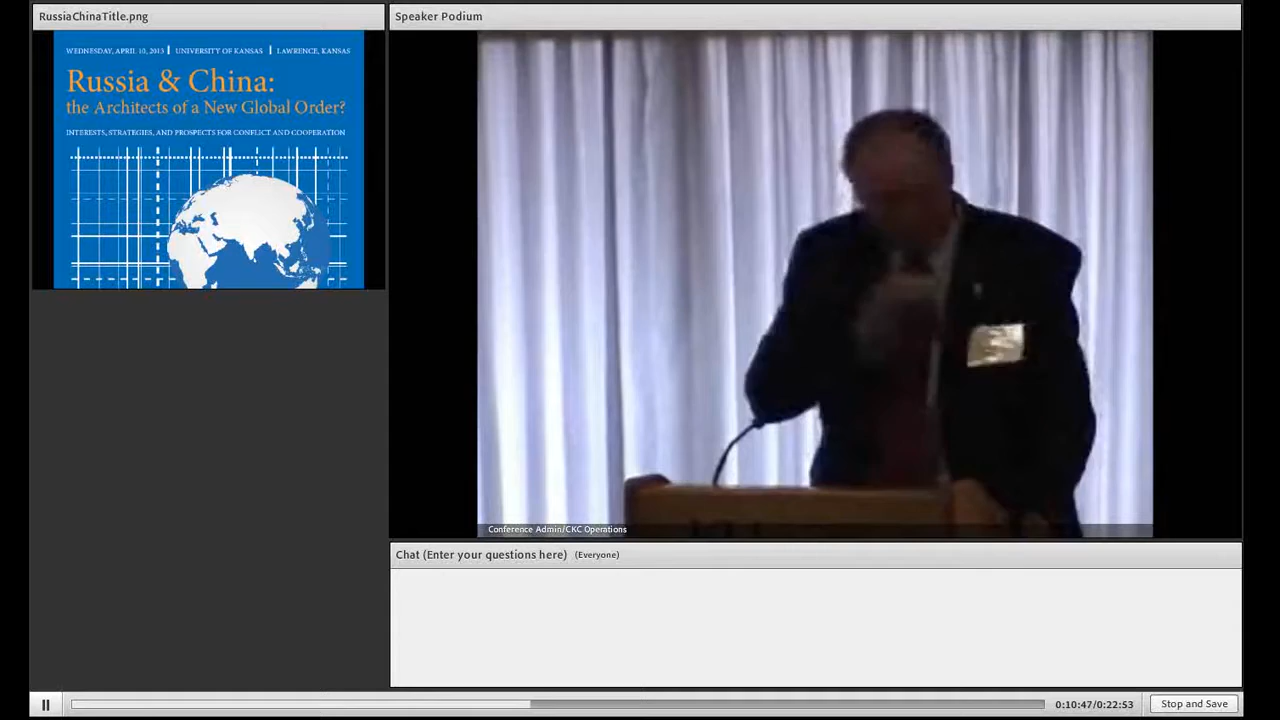 RussiaChinaTitle.png
Speaker Podium
WEDNESDAY, APRIL 10, 2013 | UNIVERSITY OF KANSAS | LAWRENCE, KANSAS
Russia & China:
the Architects of a New Global Order?
INTERESTS, STRATEGIES, AND PROSPECTS FOR CONFLICT AND COOPERATION
Conference Admin/CKC Operations
Chat (Enter your questions here) (Everyone)
0:10:47/0:22:53
Stop and Save